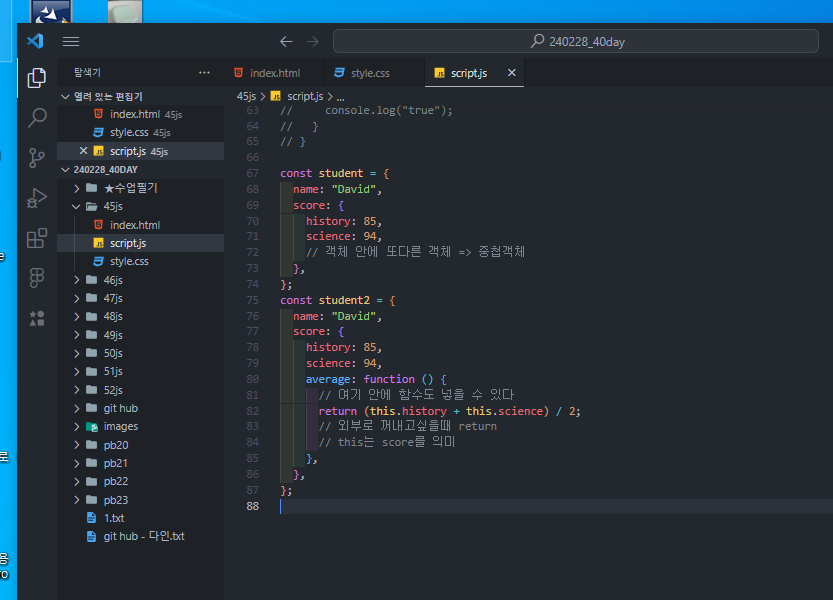 240228_40day
탐색기
열려 있는 편집기
index.html 45js
style.css 45js
script.js 45js
240228_40DAY
★수업필기
45js
index.html
script.js
style.css
46js
47js
48js
49js
50js
51js
52js
git hub
images
pb20
pb21
pb22
pb23
1.txt
git hub - 다인.txt
index.html
style.css
script.js
45js > script.js > ...
63 // console.log("true");
64 // }
65 // }
66
67 const student = {
68 name: "David",
69 score: {
70 history: 85,
71 science: 94,
72 // 객체 안에 또다른 객체 => 중첩객체
73 },
74 };
75 const student2 = {
76 name: "David",
77 score: {
78 history: 85,
79 science: 94,
80 average: function () {
81 // 여기 안에 함수도 넣을 수 있다
82 return (this.history + this.science) / 2;
83 // 외부로 꺼내고싶을때 return
84 // this는 score를 의미
85 },
86 },
87 };
88